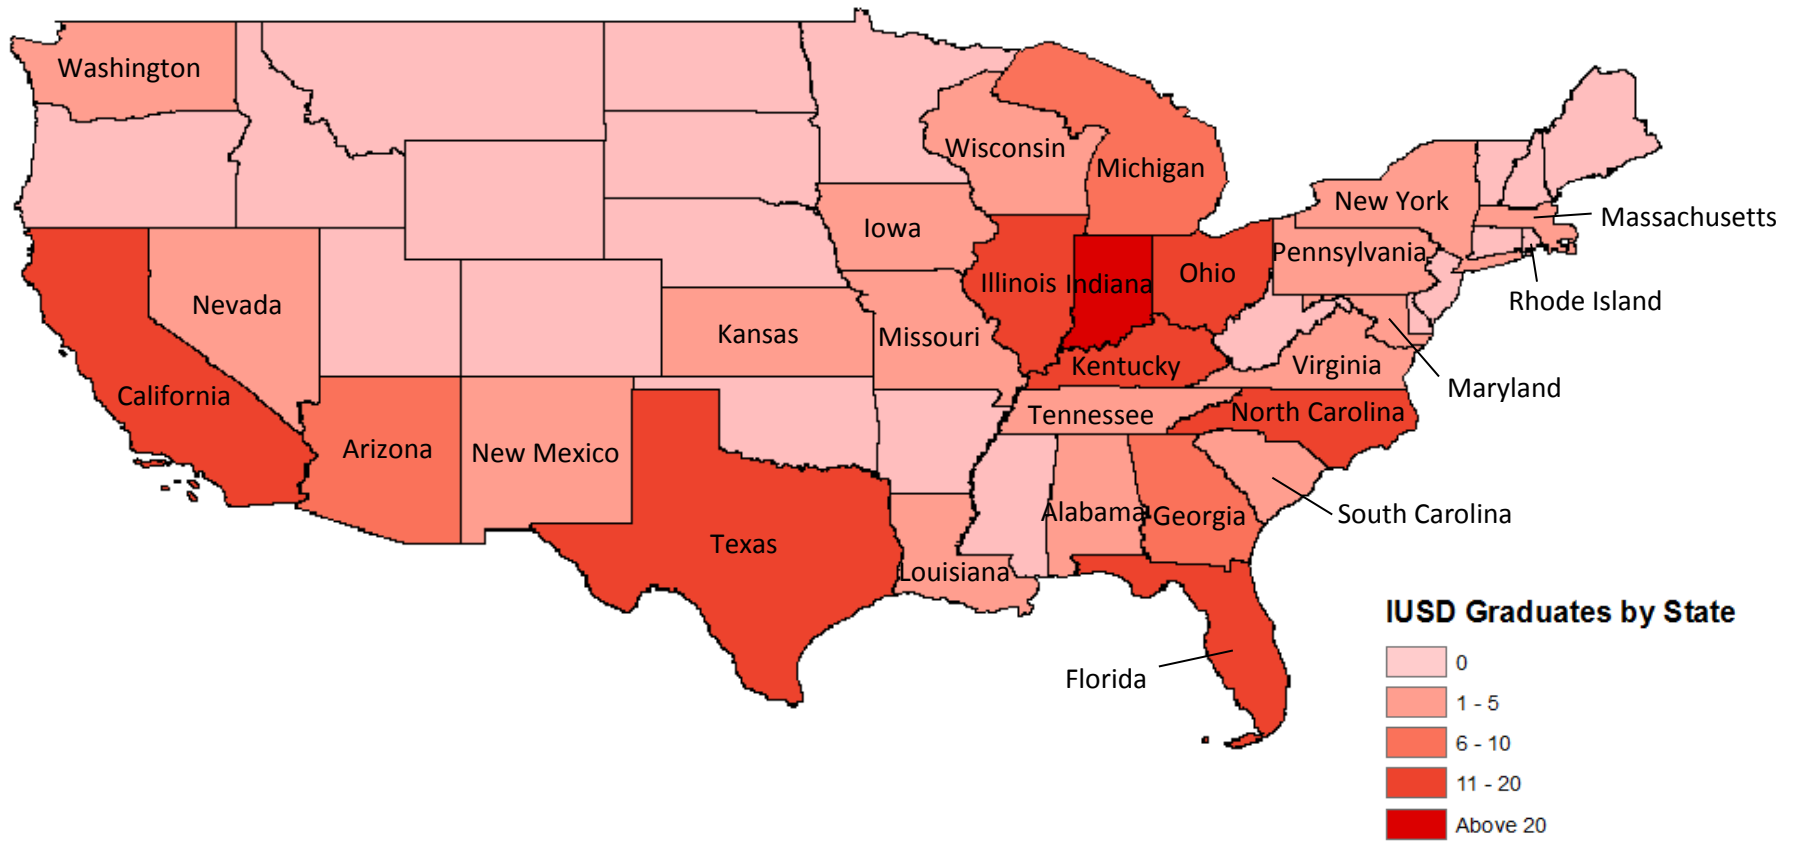 Washington
Wisconsin
Michigan
New York
Massachusetts
Iowa
Pennsylvania
Illinois
Indiana
Ohio
Rhode Island
Nevada
Kansas
Missouri
Kentucky
Virginia
Maryland
California
Tennessee
North Carolina
Arizona
New Mexico
Alabama
Georgia
South Carolina
Texas
Louisiana
Florida
IUSD Graduates by State
0
1 - 5
6 - 10
11 - 20
Above 20